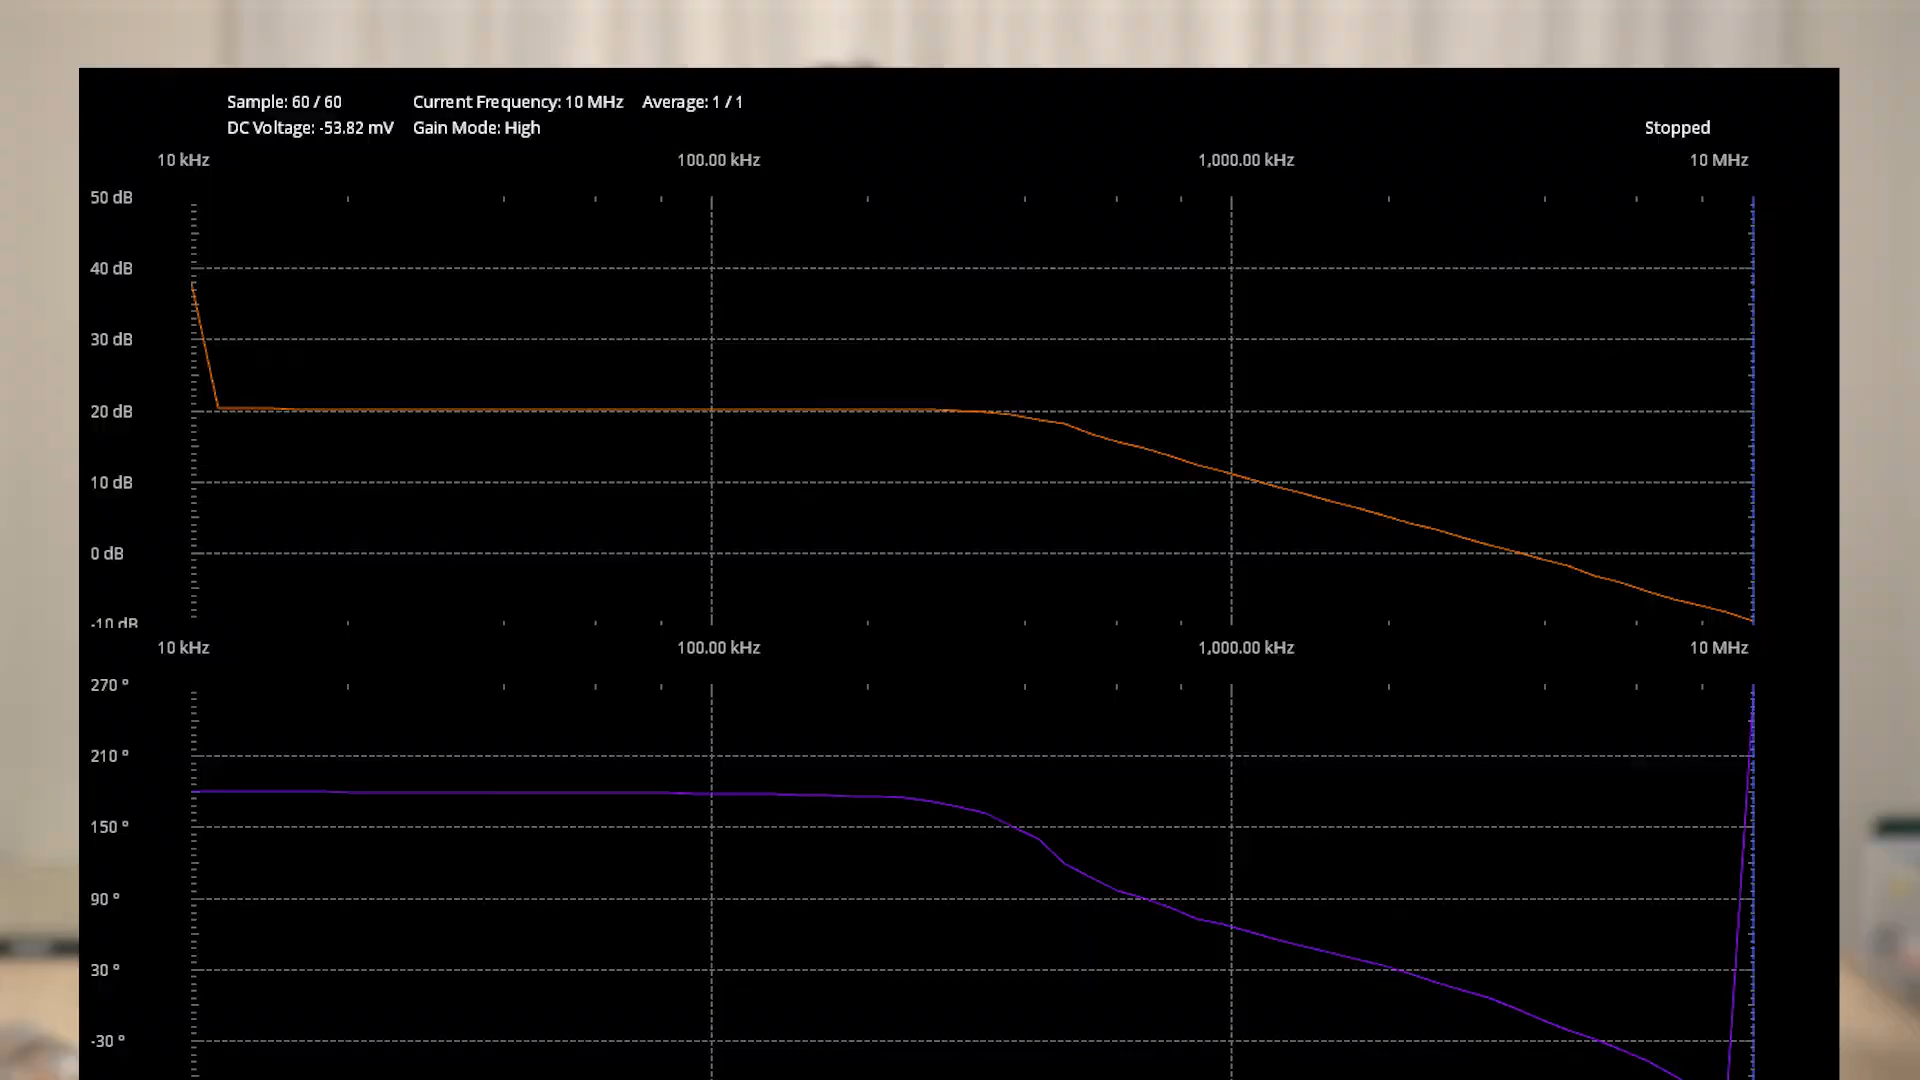 Sample: 60 / 60 Current Frequency: 10 MHz Average: 1 / 1
DC Voltage: -53.82 mV Gain Mode: High Stopped
10 kHz 100.00 kHz 1,000.00 kHz 10 MHz
50 dB
40 dB
30 dB
20 dB
10 dB
0 dB
-10 dB
10 kHz 100.00 kHz 1,000.00 kHz 10 MHz
270 °
210 °
150 °
90 °
30 °
-30 °